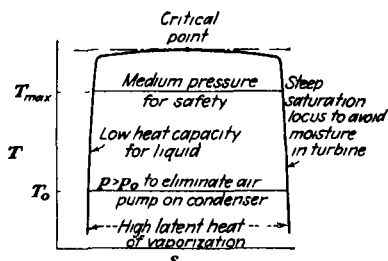 Critical
point
Tmax
Medium pressure
for safety
Steep
saturation
locus to avoid
moisture
in turbine
Low heat capacity
for liquid
T
To
p>po to eliminate air
pump on condenser
High latent heat
of vaporization
s